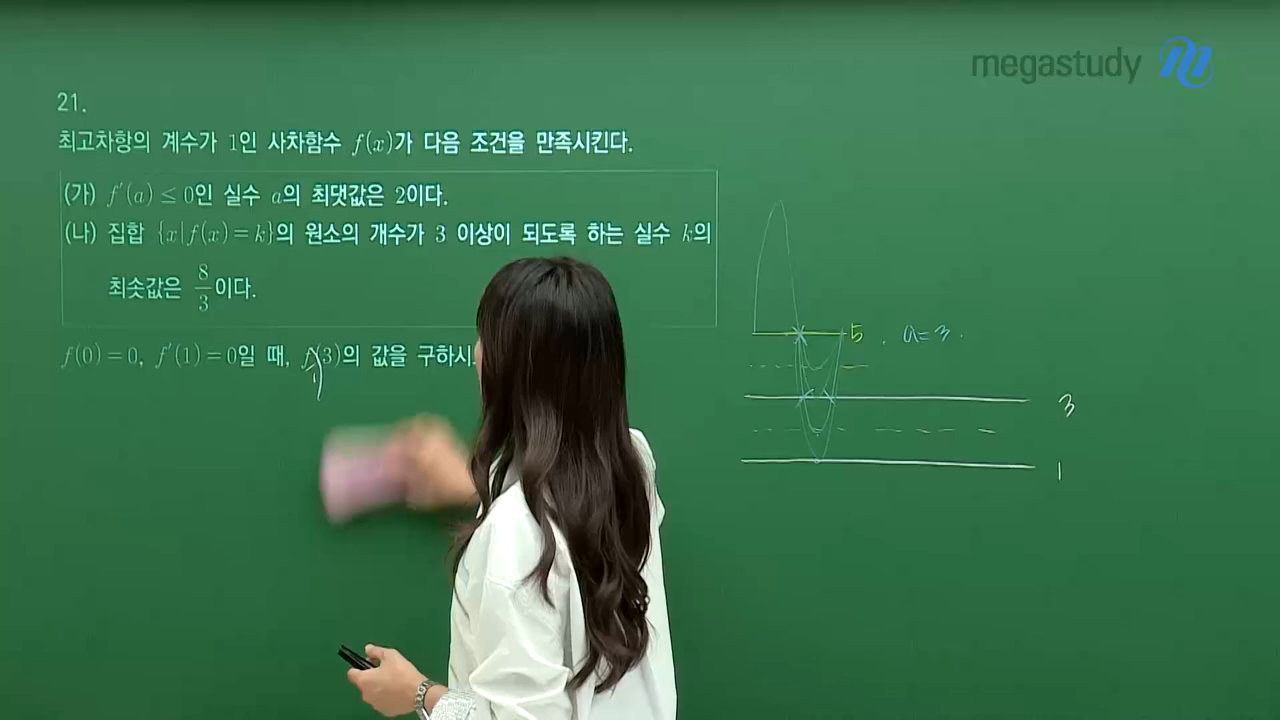 megastudy
21.
최고차항의 계수가 1인 사차함수 f(x)가 다음 조건을 만족시킨다.
(가) f'(a) ≤ 0인 실수 a의 최댓값은 2이다.
(나) 집합 {x|f(x)=k}의 원소의 개수가 3 이상이 되도록 하는 실수 k의
최솟값은 8/3이다.
f(0)=0, f'(1)=0일 때, f(3)의 값을 구하시
5 . a=3.
3
1